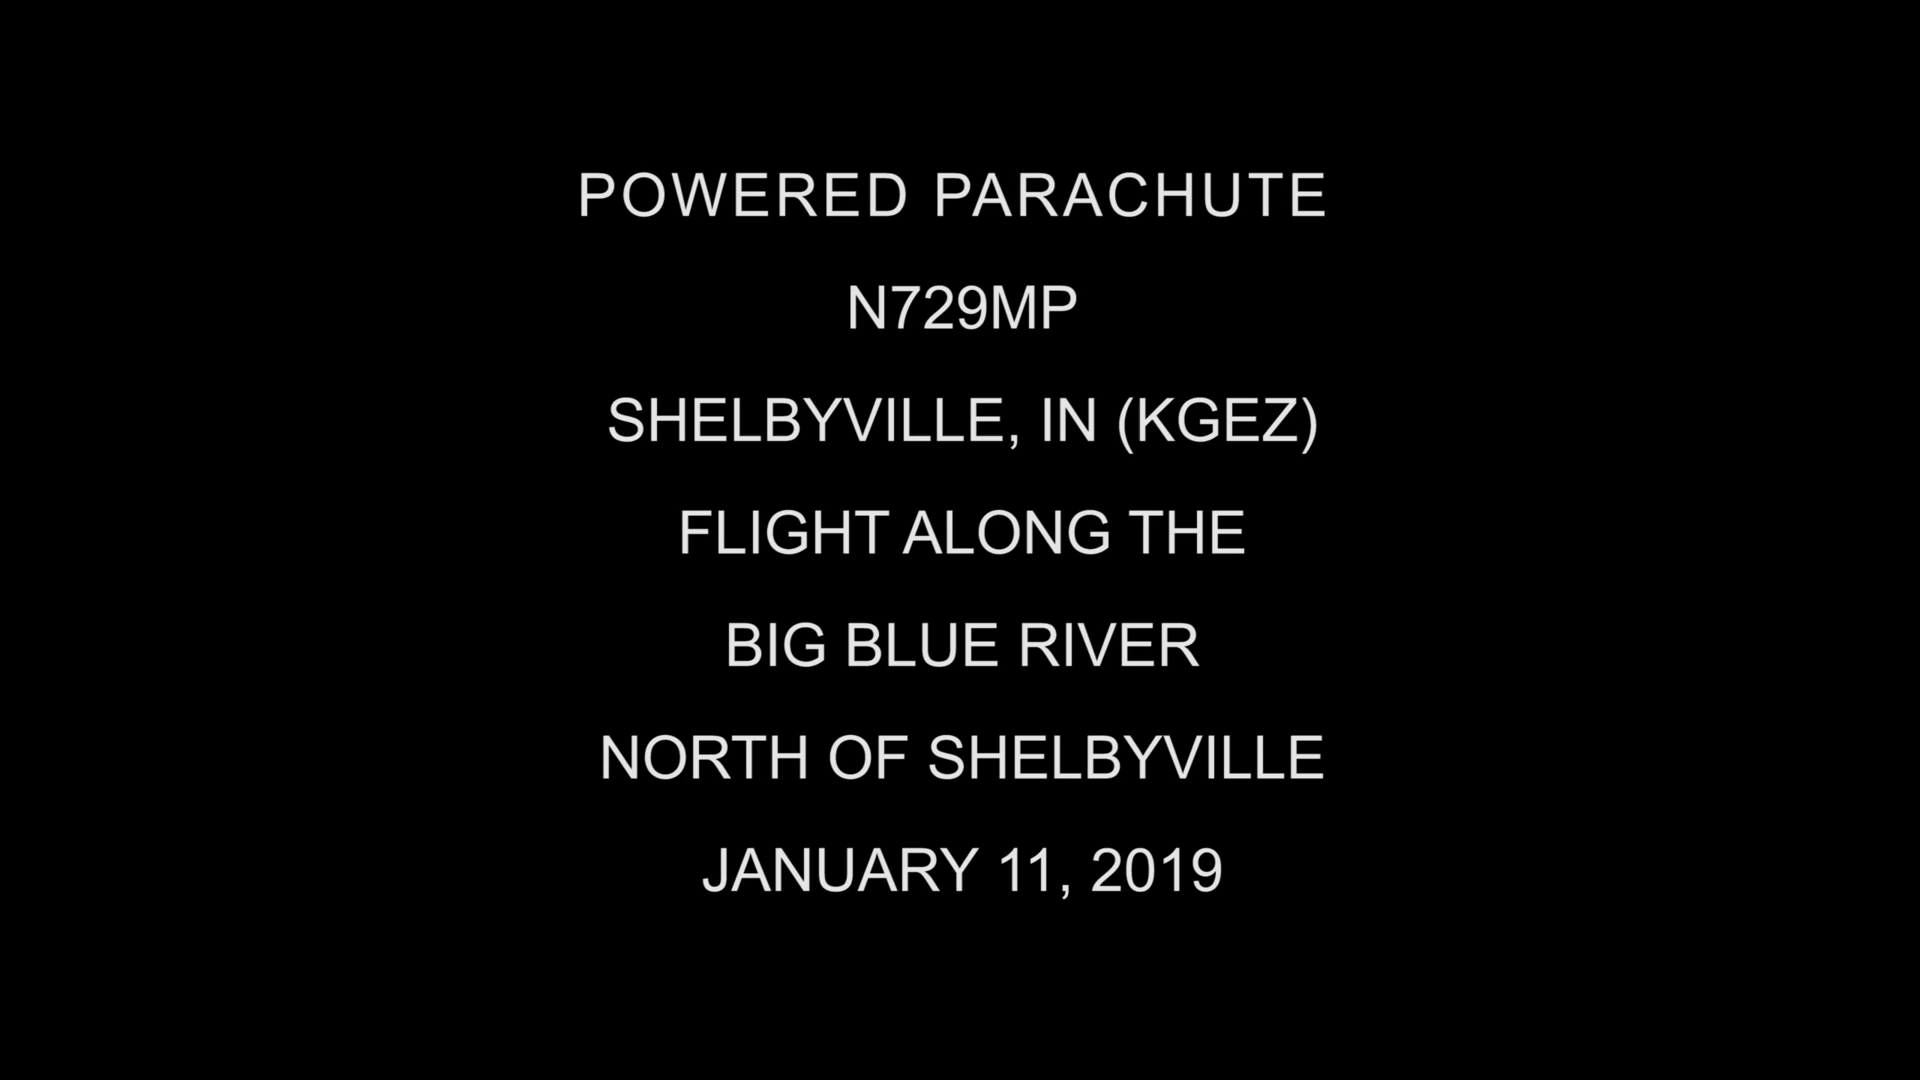 POWERED PARACHUTE
N729MP
SHELBYVILLE, IN (KGEZ)
FLIGHT ALONG THE
BIG BLUE RIVER
NORTH OF SHELBYVILLE
JANUARY 11, 2019